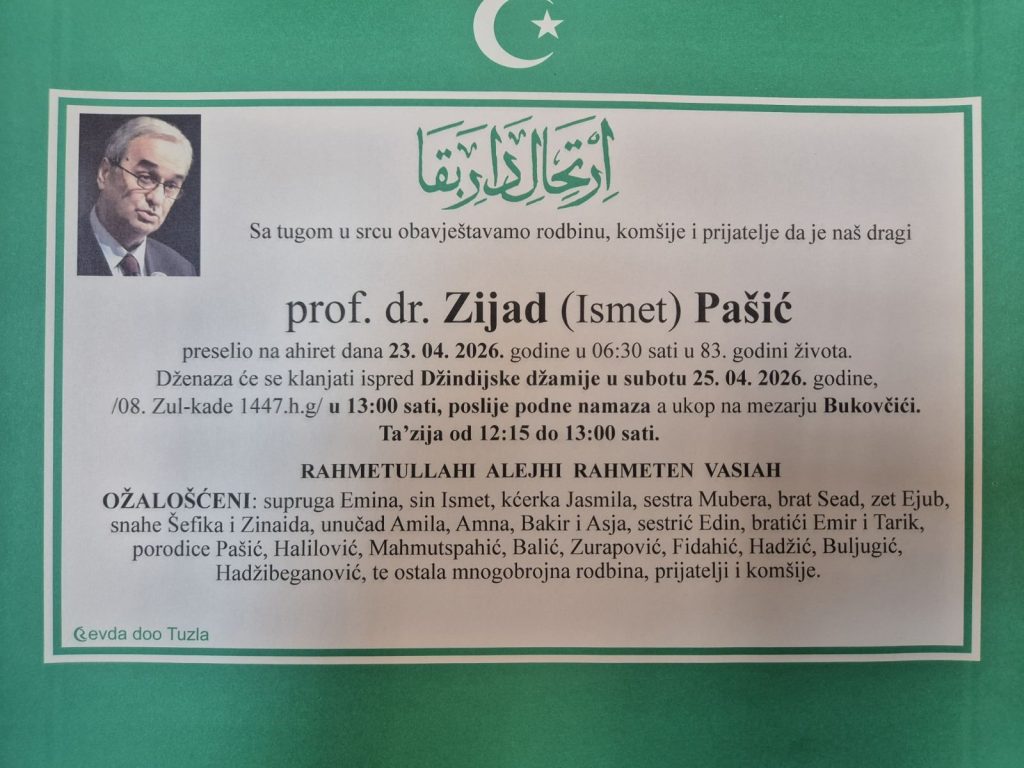 اِرْتِحَالِ دَارِ بَقَا
Sa tugom u srcu obavještavamo rodbinu, komšije i prijatelje da je naš dragi
prof. dr. Zijad (Ismet) Pašić
preselio na ahiret dana 23. 04. 2026. godine u 06:30 sati u 83. godini života.
Dženaza će se klanjati ispred Džindijske džamije u subotu 25. 04. 2026. godine,
/08. Zul-kade 1447.h.g/ u 13:00 sati, poslije podne namaza a ukop na mezarju Bukovčići.
Ta’zija od 12:15 do 13:00 sati.
RAHMETULLAHI ALEJHI RAHMETEN VASIAH
OŽALOŠĆENI: supruga Emina, sin Ismet, kćerka Jasmila, sestra Mubera, brat Sead, zet Ejub,
snahe Šefika i Zinaida, unučad Amila, Amna, Bakir i Asja, sestrić Edin, bratići Emir i Tarik,
porodice Pašić, Halilović, Mahmutspahić, Balić, Zurapović, Fidahić, Hadžić, Buljugić,
Hadžibeganović, te ostala mnogobrojna rodbina, prijatelji i komšije.
Revda doo Tuzla